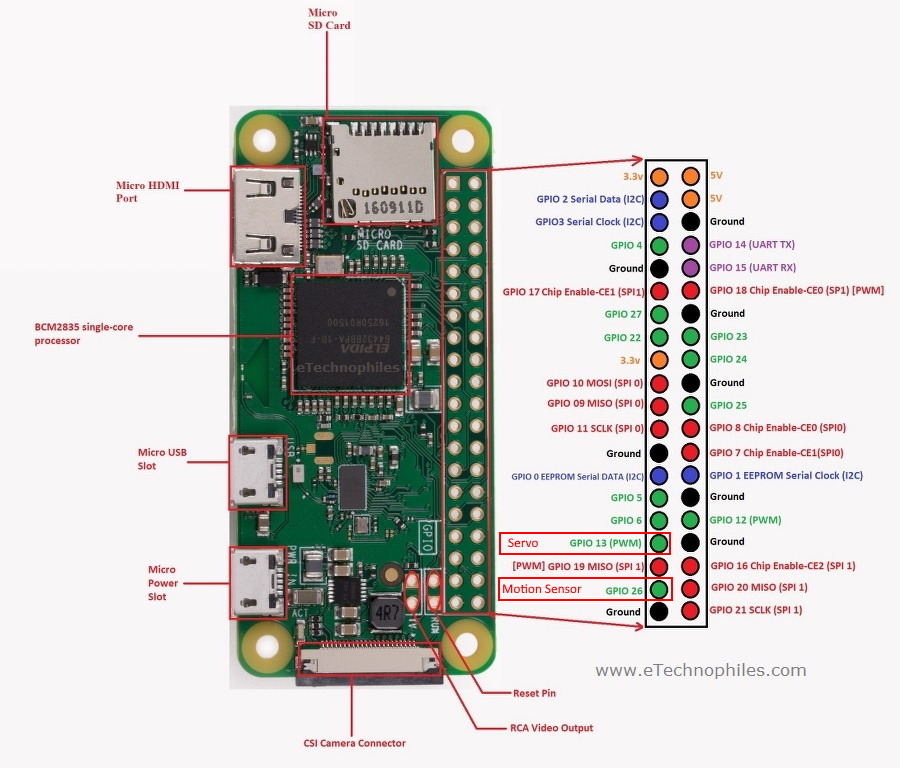 Micro
SD Card
Micro HDMI
Port
160911D
MICRO
SD CARD
BCM2835 single-core
processor
ELPIDA
eTechnophiles
Micro USB
Slot
USB
GPIO
Micro
Power
Slot
PWR IN
ACT
4R7
TV
RUN
Reset Pin
RCA Video Output
CSI Camera Connector
3.3v 5V
GPIO 2 Serial Data (I2C) 5V
GPIO3 Serial Clock (I2C) Ground
GPIO 4 GPIO 14 (UART TX)
Ground GPIO 15 (UART RX)
GPIO 17 Chip Enable-CE1 (SPI1) GPIO 18 Chip Enable-CE0 (SP1) [PWM]
GPIO 27 Ground
GPIO 22 GPIO 23
3.3v GPIO 24
GPIO 10 MOSI (SPI 0) Ground
GPIO 09 MISO (SPI 0) GPIO 25
GPIO 11 SCLK (SPI 0) GPIO 8 Chip Enable-CE0 (SPI0)
Ground GPIO 7 Chip Enable-CE1(SPI0)
GPIO 0 EEPROM Serial DATA (I2C) GPIO 1 EEPROM Serial Clock (I2C)
GPIO 5 Ground
GPIO 6 GPIO 12 (PWM)
Servo GPIO 13 (PWM) Ground
[PWM] GPIO 19 MISO (SPI 1) GPIO 16 Chip Enable-CE2 (SPI 1)
Motion Sensor GPIO 26 GPIO 20 MISO (SPI 1)
Ground GPIO 21 SCLK (SPI 1)
www.eTechnophiles.com